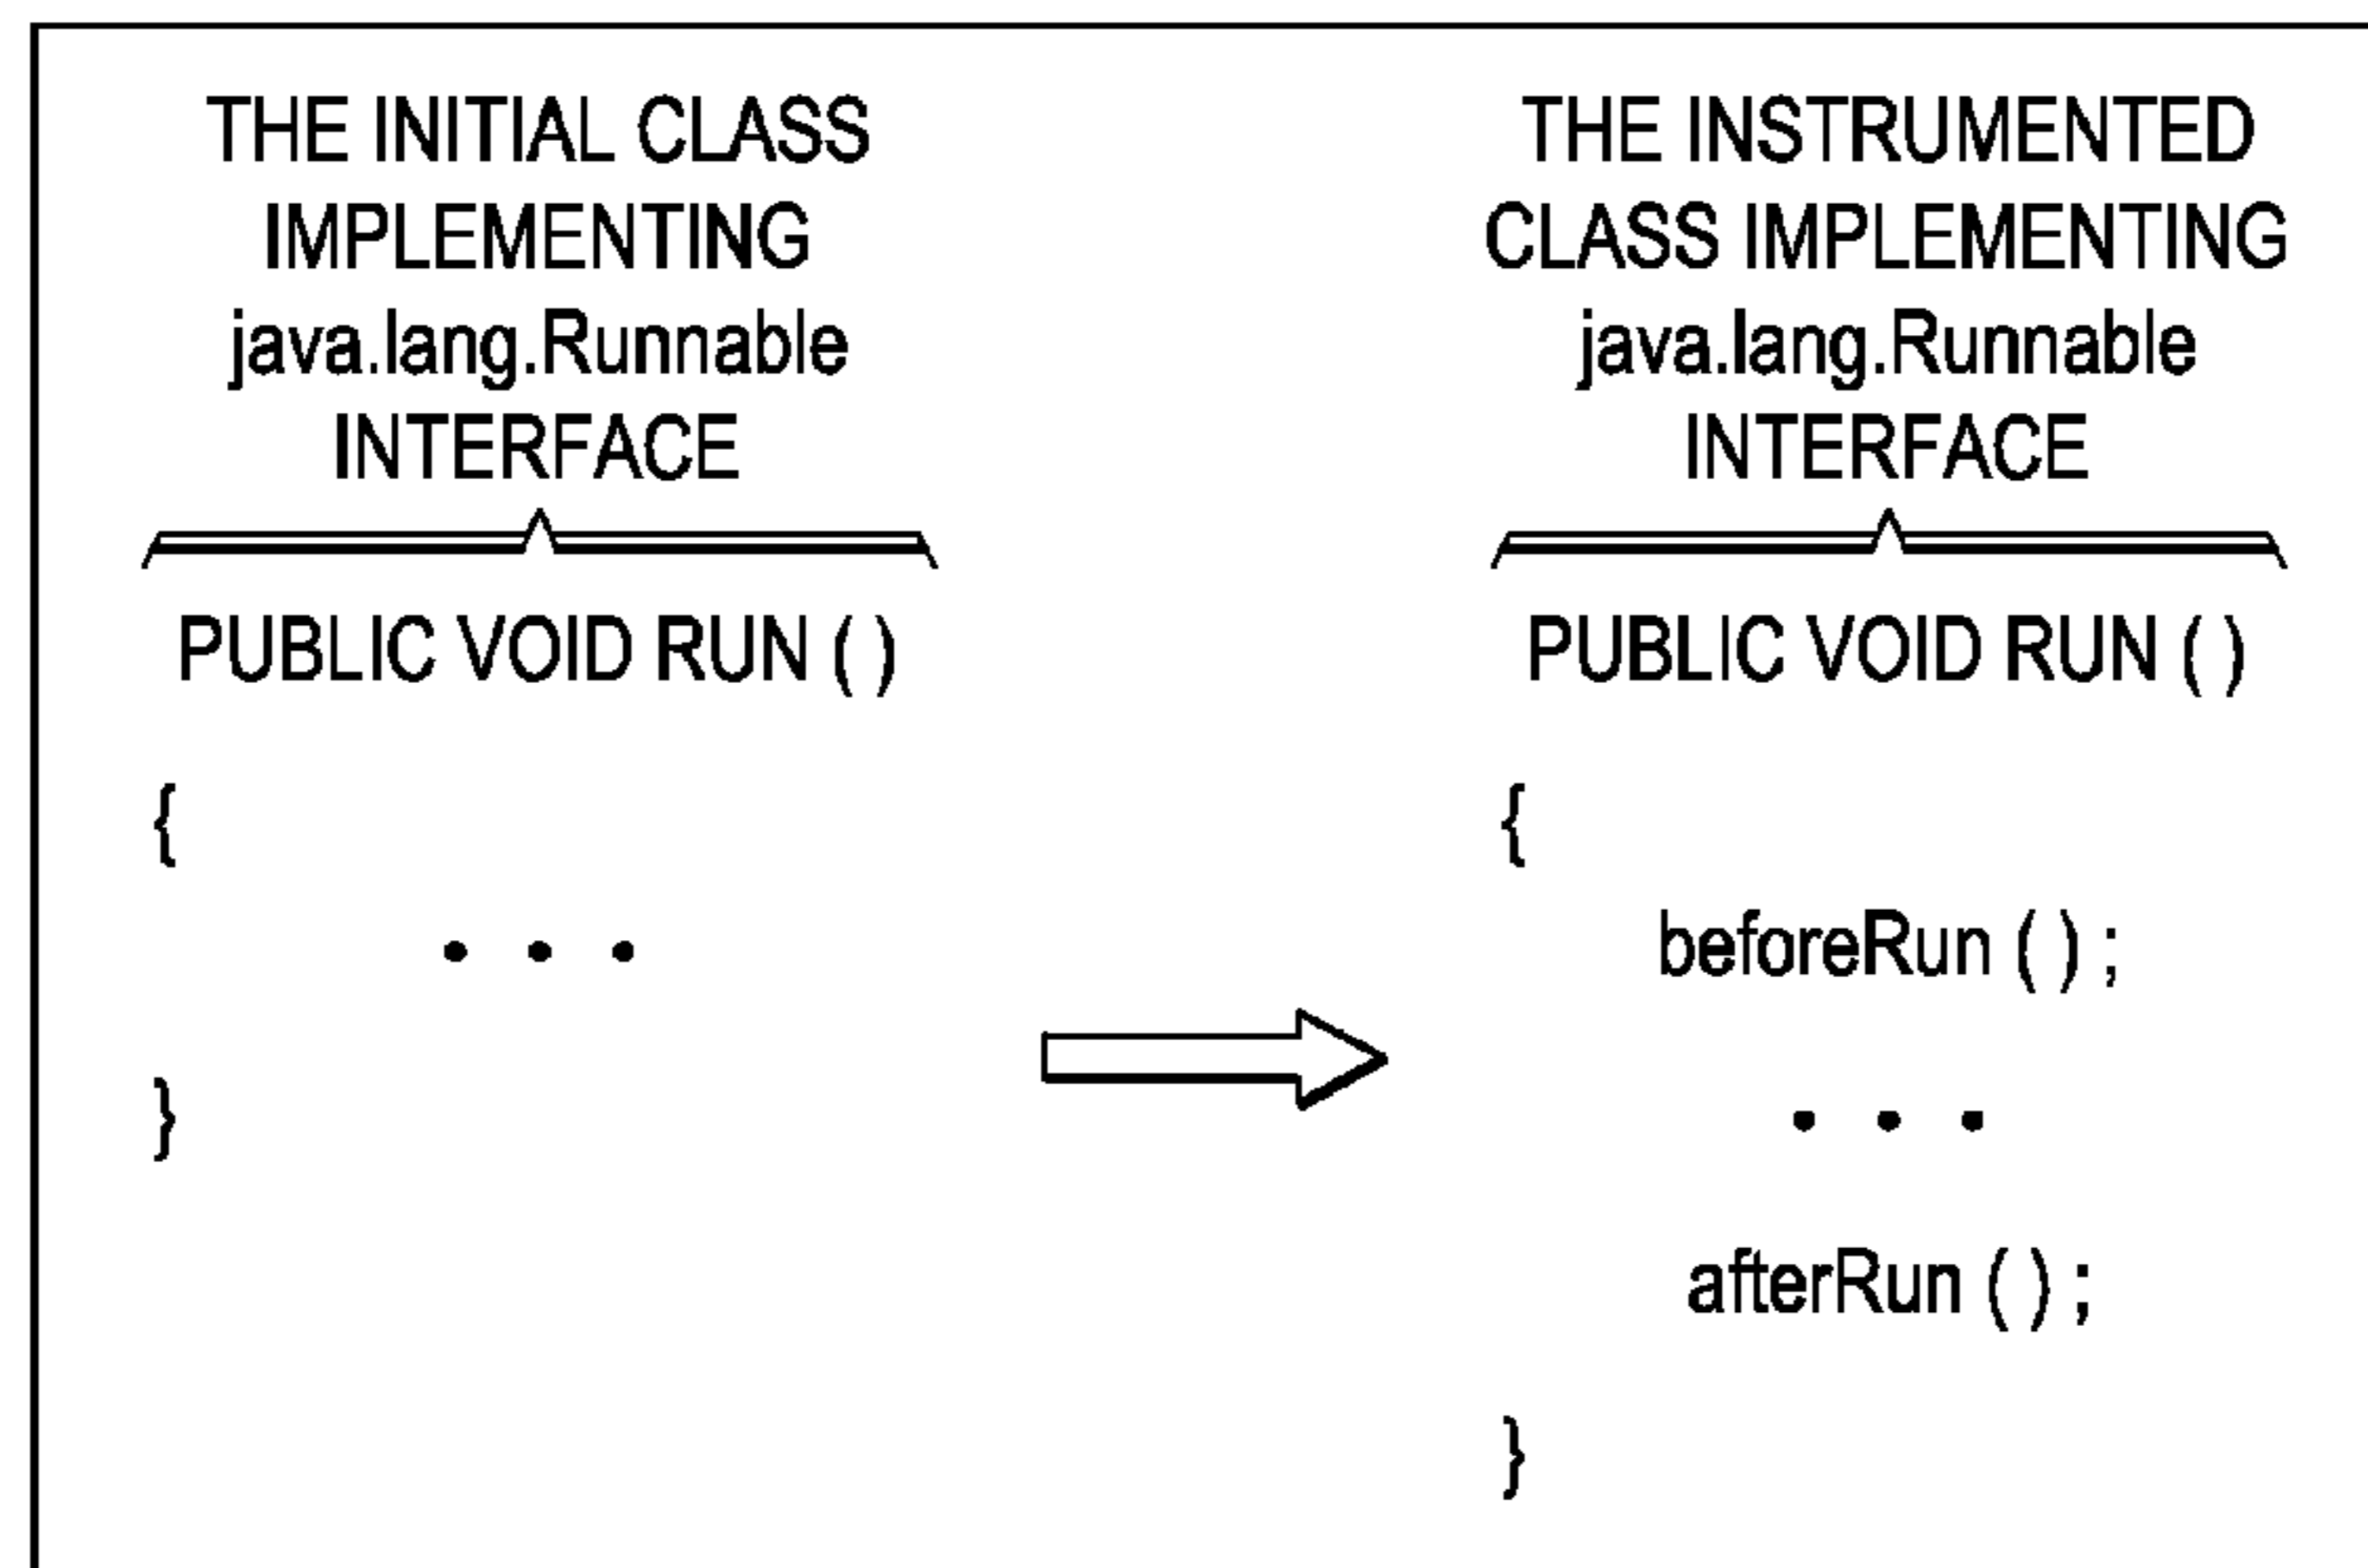 THE INITIAL CLASS
IMPLEMENTING
java.lang.Runnable
INTERFACE
PUBLIC VOID RUN ( )
{
• • •
}
THE INSTRUMENTED
CLASS IMPLEMENTING
java.lang.Runnable
INTERFACE
PUBLIC VOID RUN ( )
{
beforeRun ( ) ;
• • •
afterRun ( ) ;
}